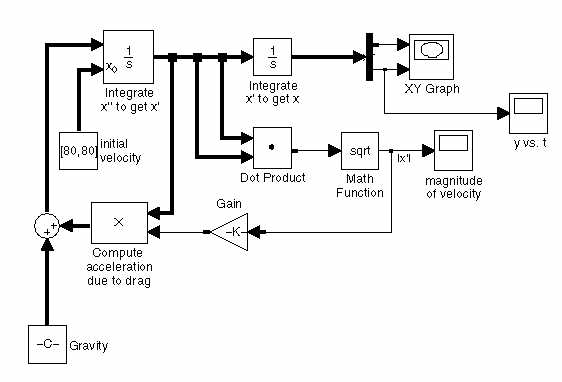 1
s
x₀
Integrate
x'' to get x'
1
s
Integrate
x' to get x
XY Graph
y vs. t
[80,80]
initial
velocity
Dot Product
sqrt
Math
Function
|x'|
magnitude
of velocity
Gain
-K-
×
Compute
acceleration
due to drag
+
+
-C-
Gravity